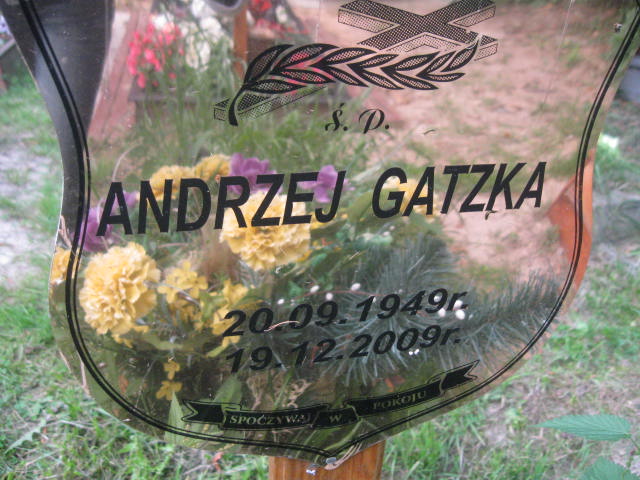 ś. p.
ANDRZEJ GATZKA
20.09.1949r.
19.12.2009r.
SPOCZYWAJ W POKOJU